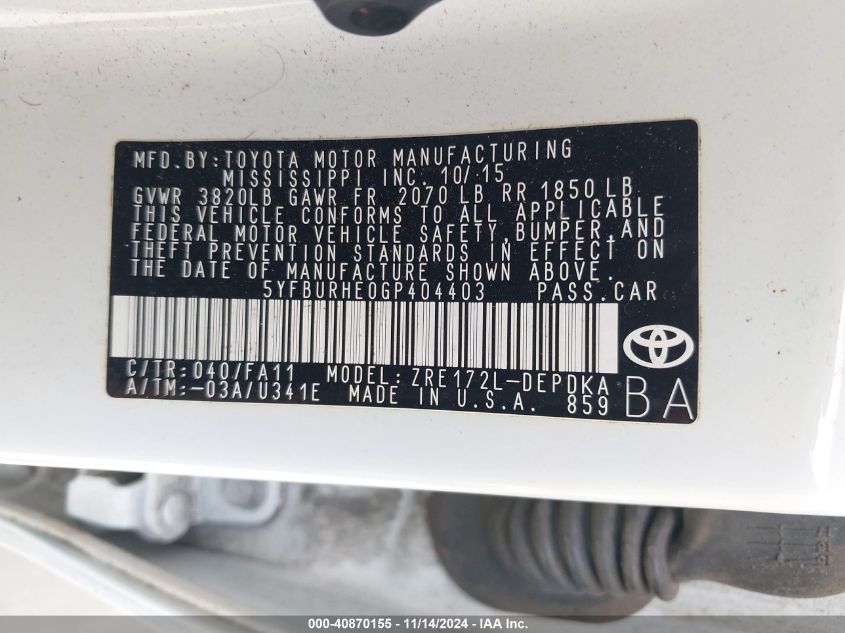 MFD.BY:TOYOTA MOTOR MANUFACTURING
MISSISSIPPI INC. 10/15
GVWR 3820LB GAWR FR 2070 LB RR 1850 LB
THIS VEHICLE CONFORMS TO ALL APPLICABLE
FEDERAL MOTOR VEHICLE SAFETY, BUMPER, AND
THEFT PREVENTION STANDARDS IN EFFECT ON
THE DATE OF MANUFACTURE SHOWN ABOVE.
5YFBURHE0GP404403 PASS.CAR
C/TR:040/FA11 MODEL:ZRE172L-DEPDKA
A/TM:-03A/U341E MADE IN U.S.A. 859
BA
000-40870155 - 11/14/2024 - IAA Inc.